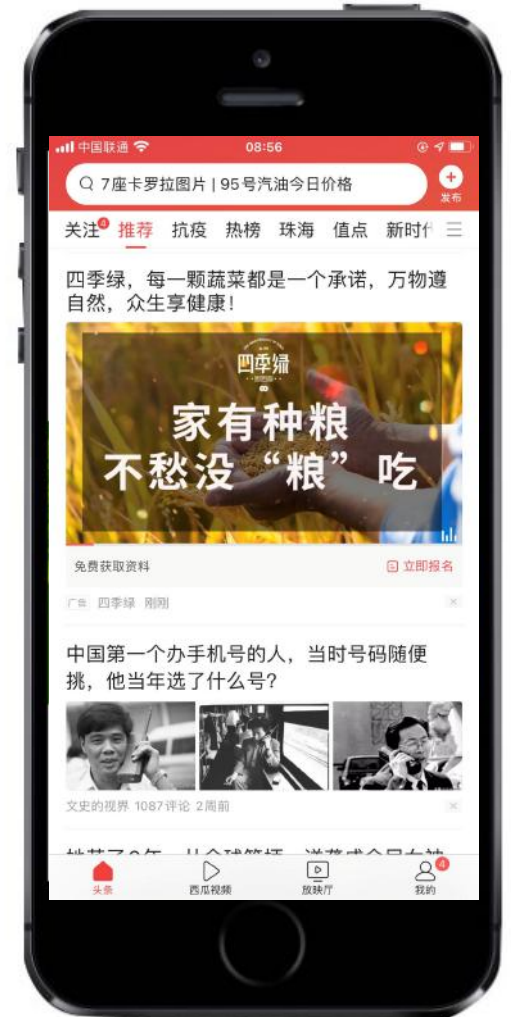 中国联通
08:56
7座卡罗拉图片 | 95号汽油今日价格
发布
关注
4
推荐
抗疫
热榜
珠海
值点
新时
四季绿，每一颗蔬菜都是一个承诺，万物遵
自然，众生享健康！
四季绿
家有种粮
不愁没“粮”吃
免费获取资料
立即报名
广告 四季绿 刚刚
中国第一个办手机号的人，当时号码随便
挑，他当年选了什么号？
文史的视界 1087评论 2周前
头条
西瓜视频
放映厅
我的
4